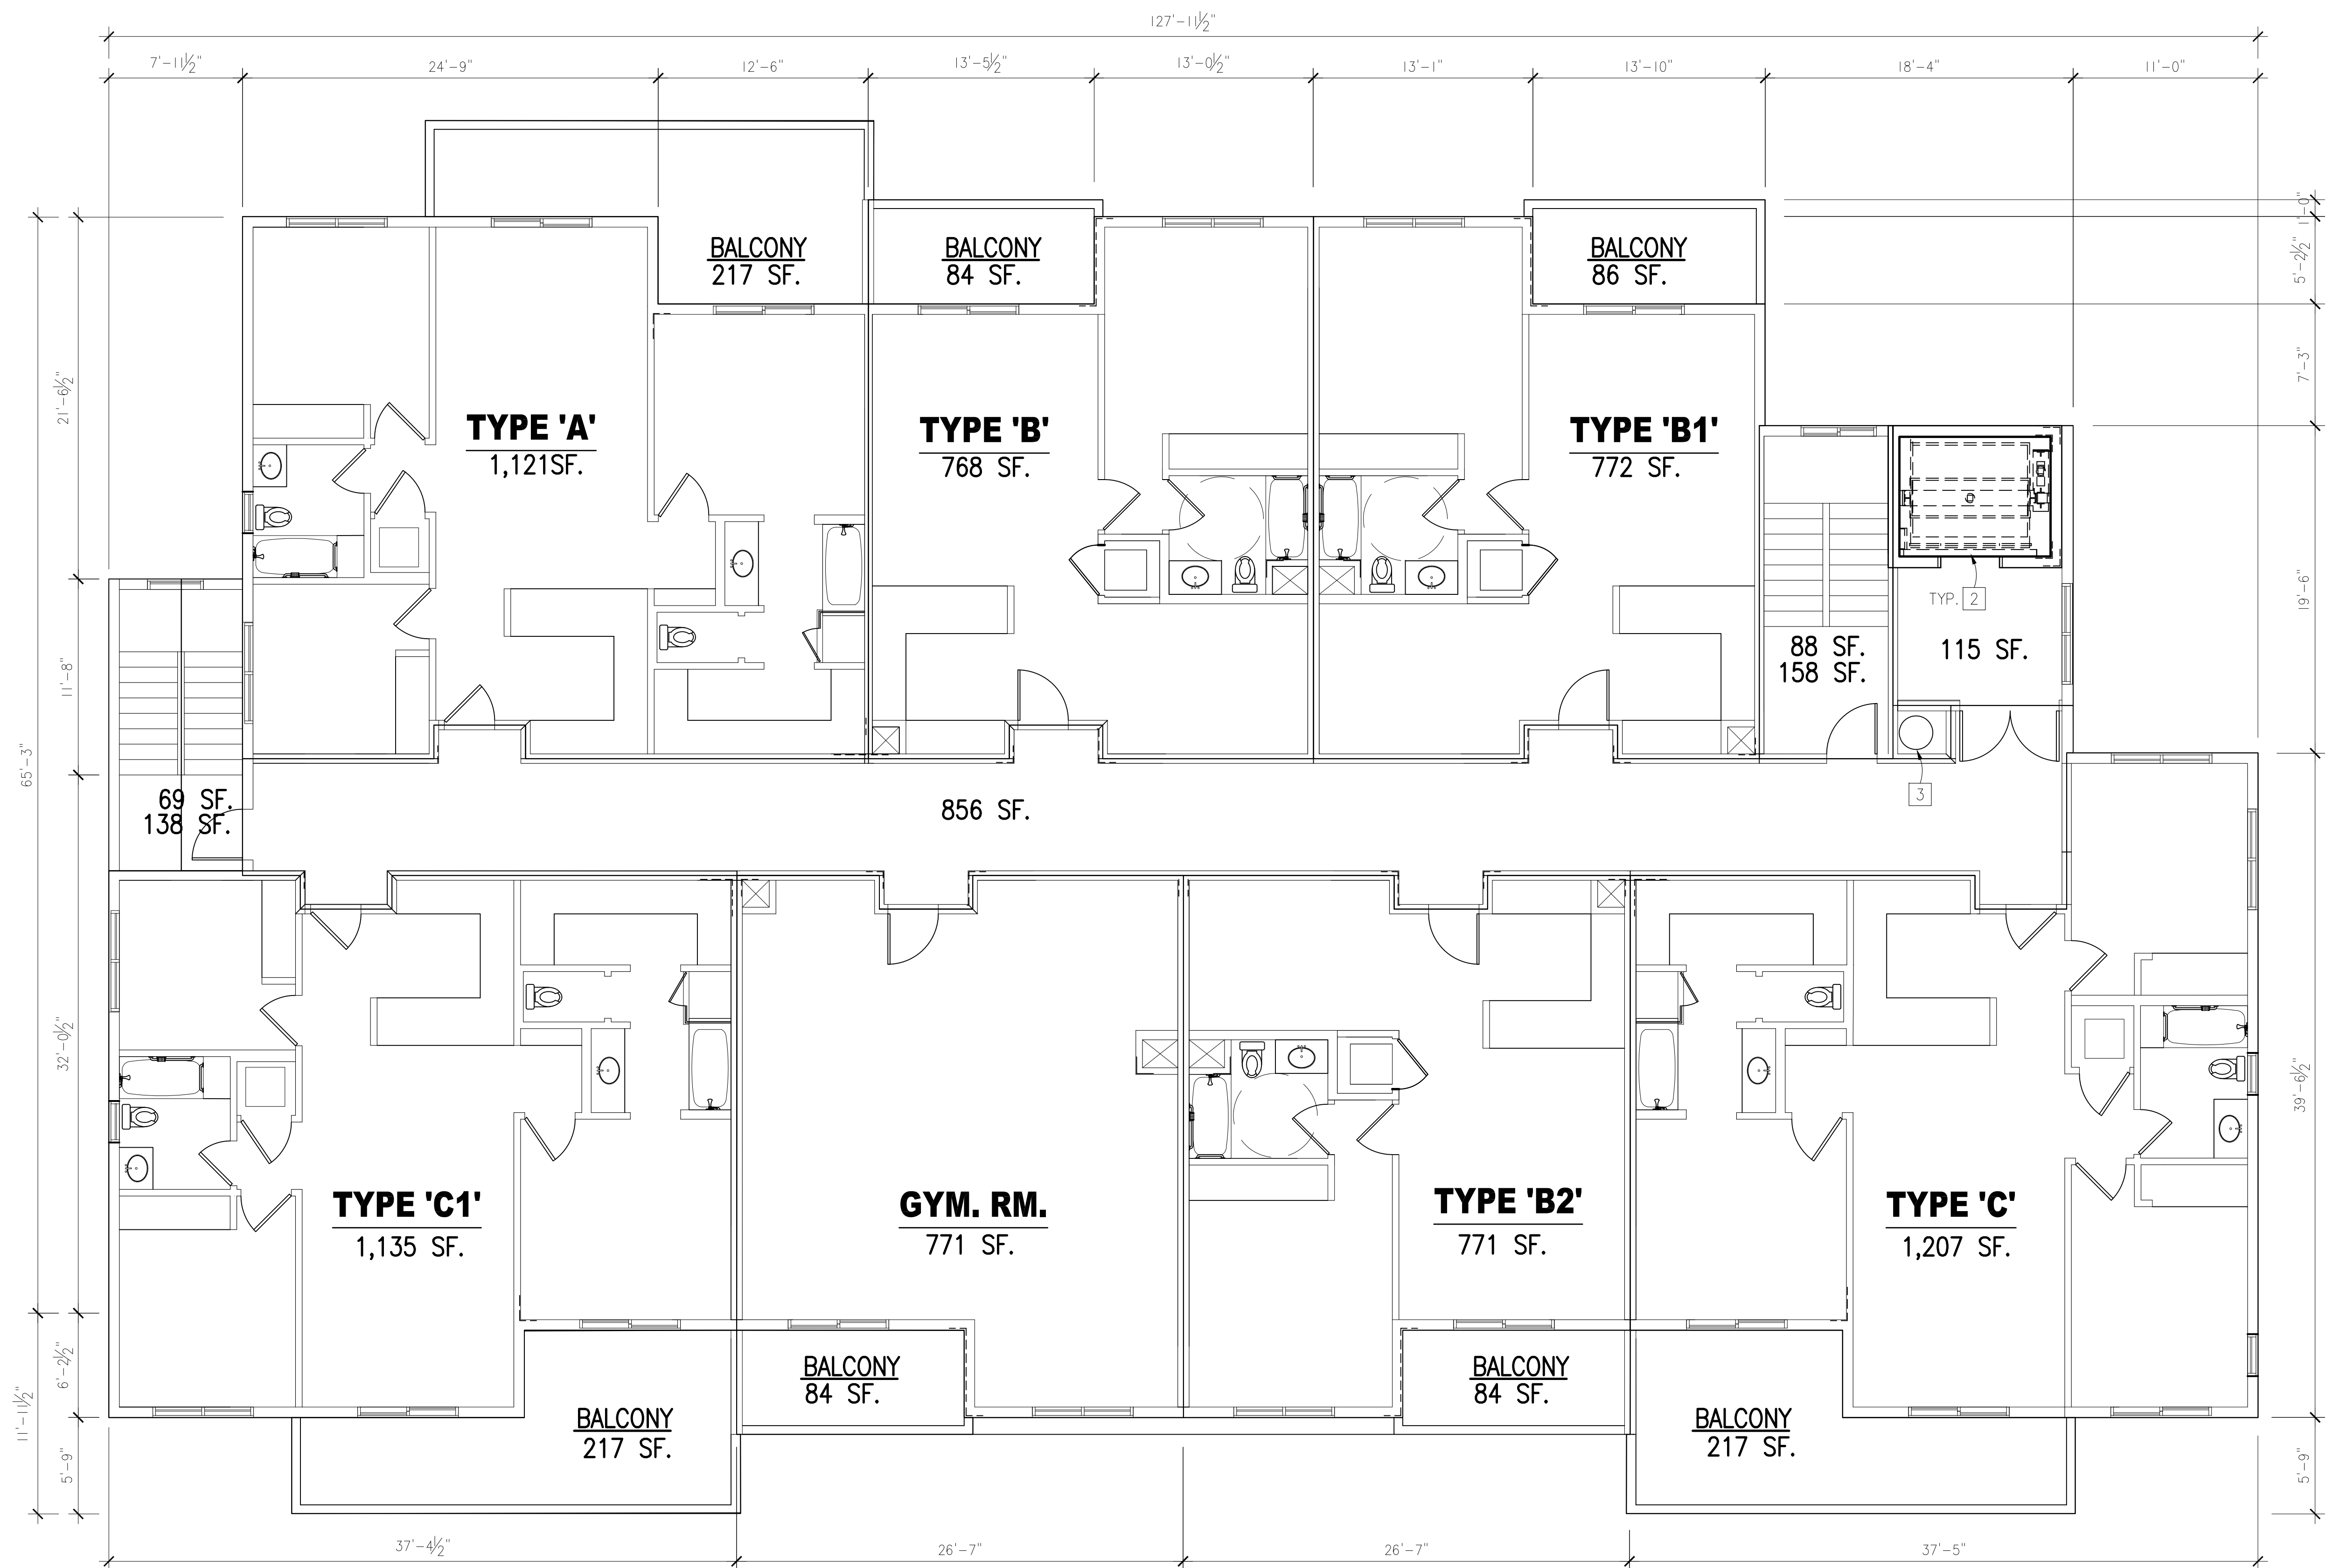 127'-11½"
7'-11½" 24'-9" 12'-6" 13'-5½" 13'-0½" 13'-1" 13'-10" 18'-4" 11'-0"
1'-0"
5'-2½"
7'-3"
19'-6"
39'-6½"
5'-9"
65'-3"
11'-11½"
21'-6½"
11'-8"
32'-0½"
6'-2½"
5'-9"
BALCONY
217 SF.
BALCONY
84 SF.
BALCONY
86 SF.
TYPE 'A'
1,121SF.
TYPE 'B'
768 SF.
TYPE 'B1'
772 SF.
TYP. 2
88 SF.
158 SF.
115 SF.
3
69 SF.
138 SF.
856 SF.
TYPE 'C1'
1,135 SF.
GYM. RM.
771 SF.
TYPE 'B2'
771 SF.
TYPE 'C'
1,207 SF.
BALCONY
217 SF.
BALCONY
84 SF.
BALCONY
84 SF.
BALCONY
217 SF.
37'-4½" 26'-7" 26'-7" 37'-5"